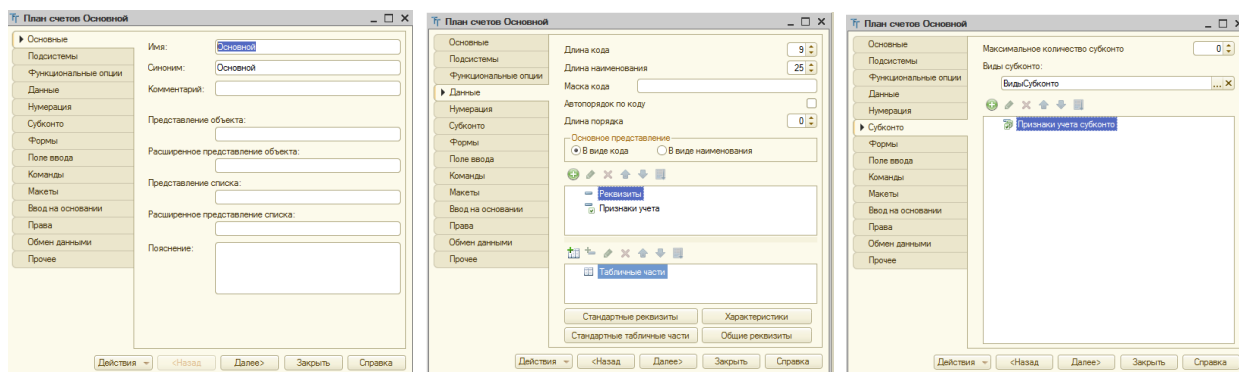 План счетов Основной
Основные
Подсистемы
Функциональные опции
Данные
Нумерация
Субконто
Формы
Поле ввода
Команды
Макеты
Ввод на основании
Права
Обмен данными
Прочее
Имя: Основной
Синоним: Основной
Комментарий:
Представление объекта:
Расширенное представление объекта:
Представление списка:
Расширенное представление списка:
Пояснение:
Действия <Назад Далее> Закрыть Справка
План счетов Основной
Основные
Подсистемы
Функциональные опции
Данные
Нумерация
Субконто
Формы
Поле ввода
Команды
Макеты
Ввод на основании
Права
Обмен данными
Прочее
Длина кода 9
Длина наименования 25
Маска кода
Автопорядок по коду
Длина порядка 0
Основное представление
В виде кода В виде наименования
Реквизиты
Признаки учета
Табличные части
Стандартные реквизиты Характеристики
Стандартные табличные части Общие реквизиты
Действия <Назад Далее> Закрыть Справка
План счетов Основной
Основные
Подсистемы
Функциональные опции
Данные
Нумерация
Субконто
Формы
Поле ввода
Команды
Макеты
Ввод на основании
Права
Обмен данными
Прочее
Максимальное количество субконто 0
Виды субконто:
ВидыСубконто ...
Признаки учета субконто
Действия <Назад Далее> Закрыть Справка